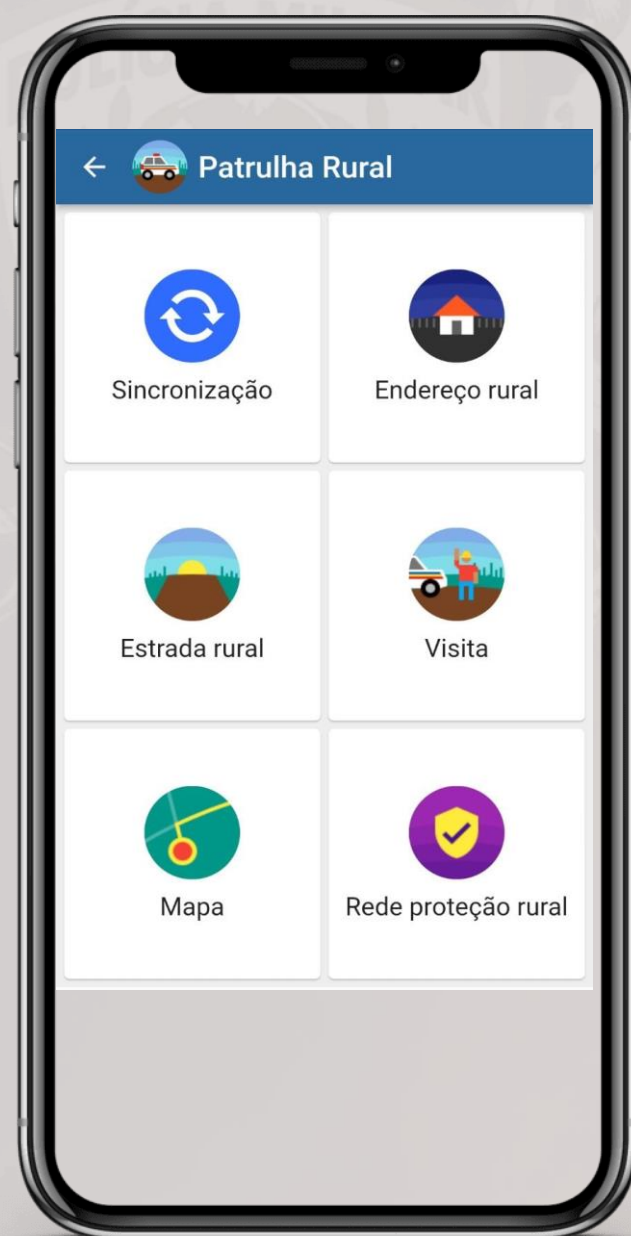 Patrulha Rural
Sincronização
Endereço rural
Estrada rural
Visita
Mapa
Rede proteção rural